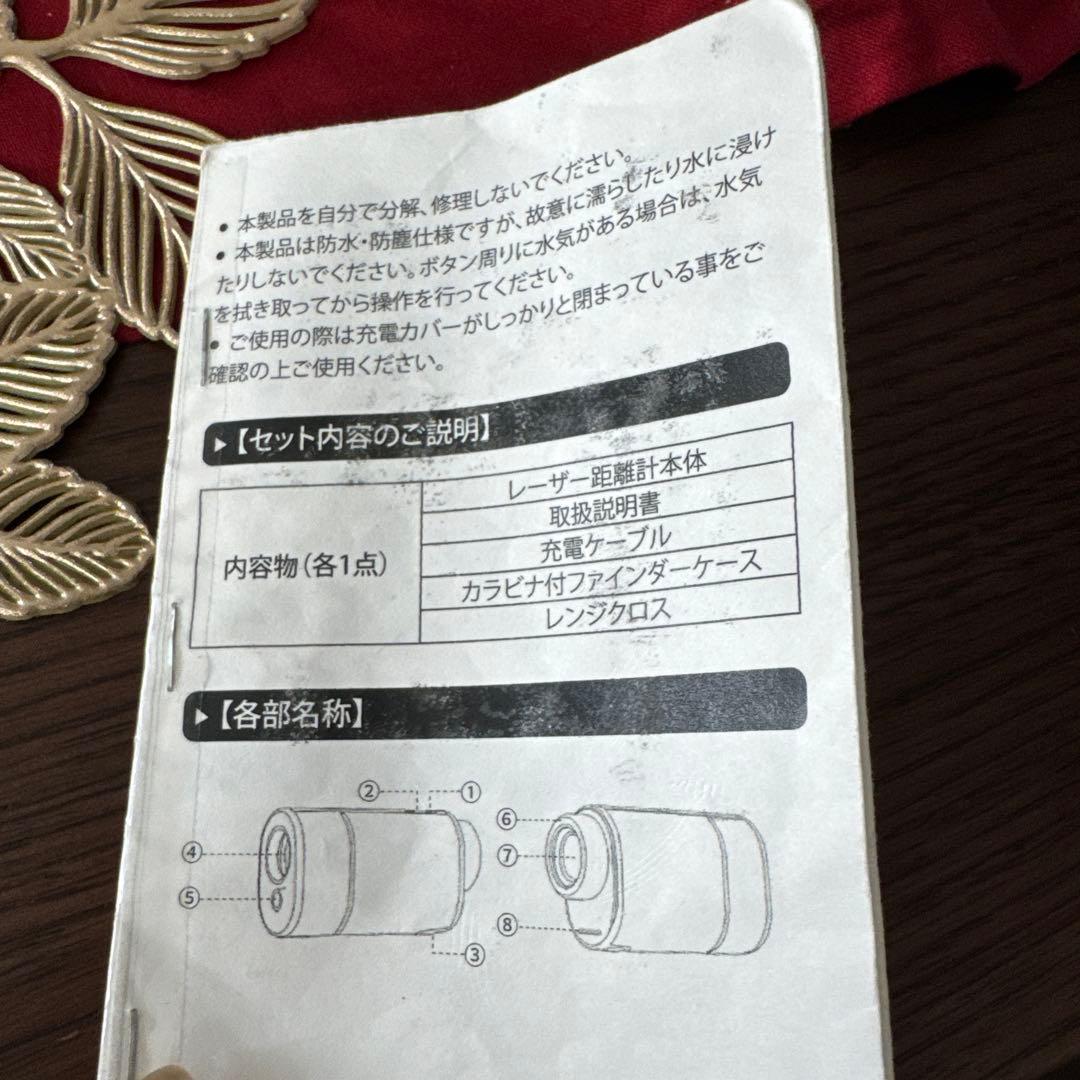 • 本製品を自分で分解、修理しないでください。
• 本製品は防水・防塵仕様ですが、故意に濡らしたり水に浸け
たりしないでください。ボタン周りに水気がある場合は、水気
を拭き取ってから操作を行ってください。
• ご使用の際は充電カバーがしっかりと閉まっている事をご
確認の上ご使用ください。
▶【セット内容のご説明】
内容物(各1点)
レーザー距離計本体
取扱説明書
充電ケーブル
カラビナ付ファインダーケース
レンジクロス
▶【各部名称】
② ①
④
⑤
③
⑥
⑦
⑧